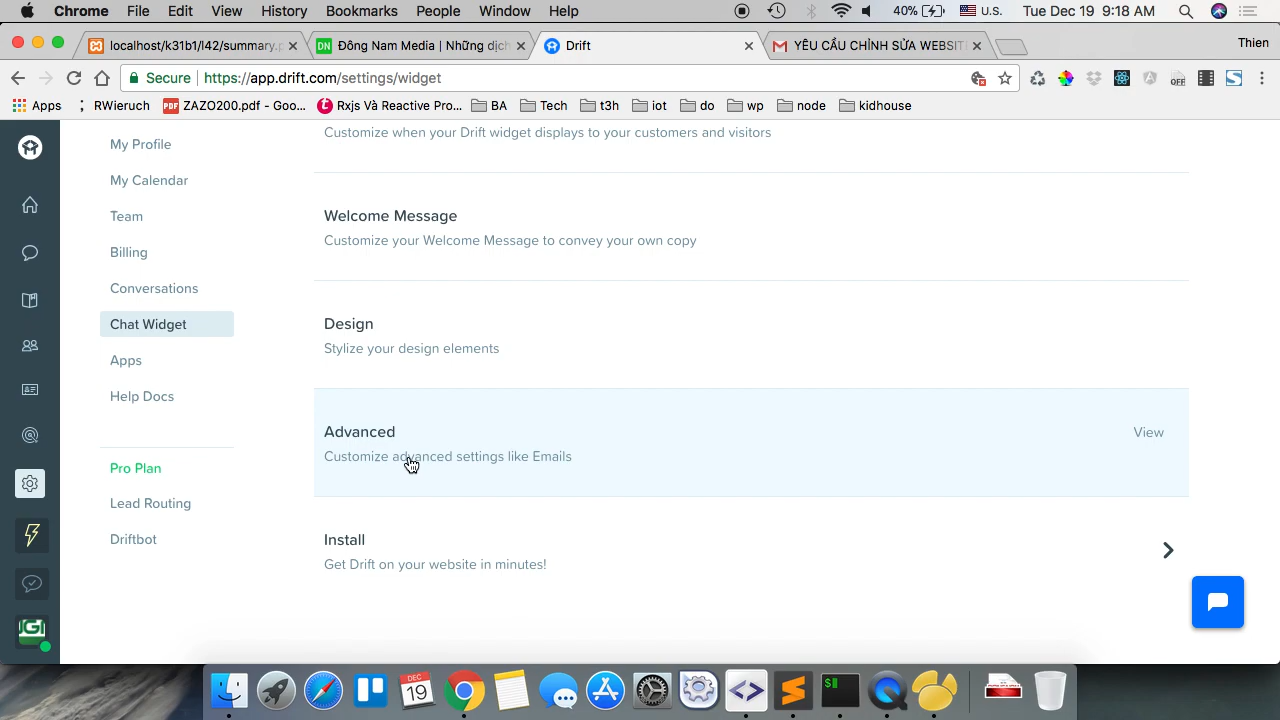 Chrome File Edit View History Bookmarks People Window Help 40% U.S. Tue Dec 19 9:18 AM
localhost/k31b1/l42/summary.p Đông Nam Media | Những dịch Drift YÊU CẦU CHỈNH SỬA WEBSIT Thien
Secure https://app.drift.com/settings/widget OFF
Apps RWieruch PDF ZAZO200.pdf - Goo... Rxjs Và Reactive Pro... BA Tech t3h iot do wp node kidhouse
Customize when your Drift widget displays to your customers and visitors
My Profile
My Calendar
Team
Billing
Conversations
Chat Widget
Apps
Help Docs
Pro Plan
Lead Routing
Driftbot
Welcome Message
Customize your Welcome Message to convey your own copy
Design
Stylize your design elements
Advanced
View
Customize advanced settings like Emails
Install
Get Drift on your website in minutes!
DEC
19